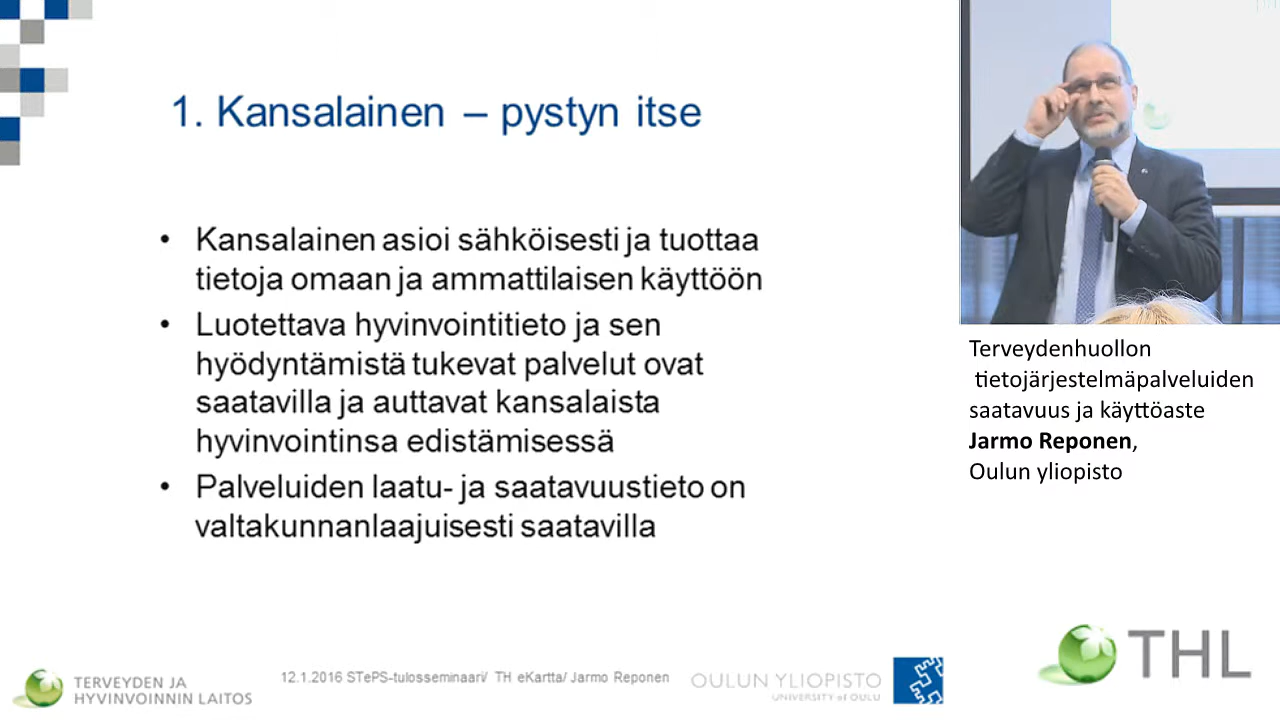 1. Kansalainen – pystyn itse
• Kansalainen asioi sähköisesti ja tuottaa
tietoja omaan ja ammattilaisen käyttöön
• Luotettava hyvinvointitieto ja sen
hyödyntämistä tukevat palvelut ovat
saatavilla ja auttavat kansalaista
hyvinvointinsa edistämisessä
• Palveluiden laatu- ja saatavuustieto on
valtakunnanlaajuisesti saatavilla
Terveydenhuollon
tietojärjestelmäpalveluiden
saatavuus ja käyttöaste
Jarmo Reponen,
Oulun yliopisto
TERVEYDEN JA
HYVINVOINNIN LAITOS
12.1.2016 STePS-tulosseminaari/ TH eKartta/ Jarmo Reponen
OULUN YLIOPISTO
UNIVERSITY of OULU
THL